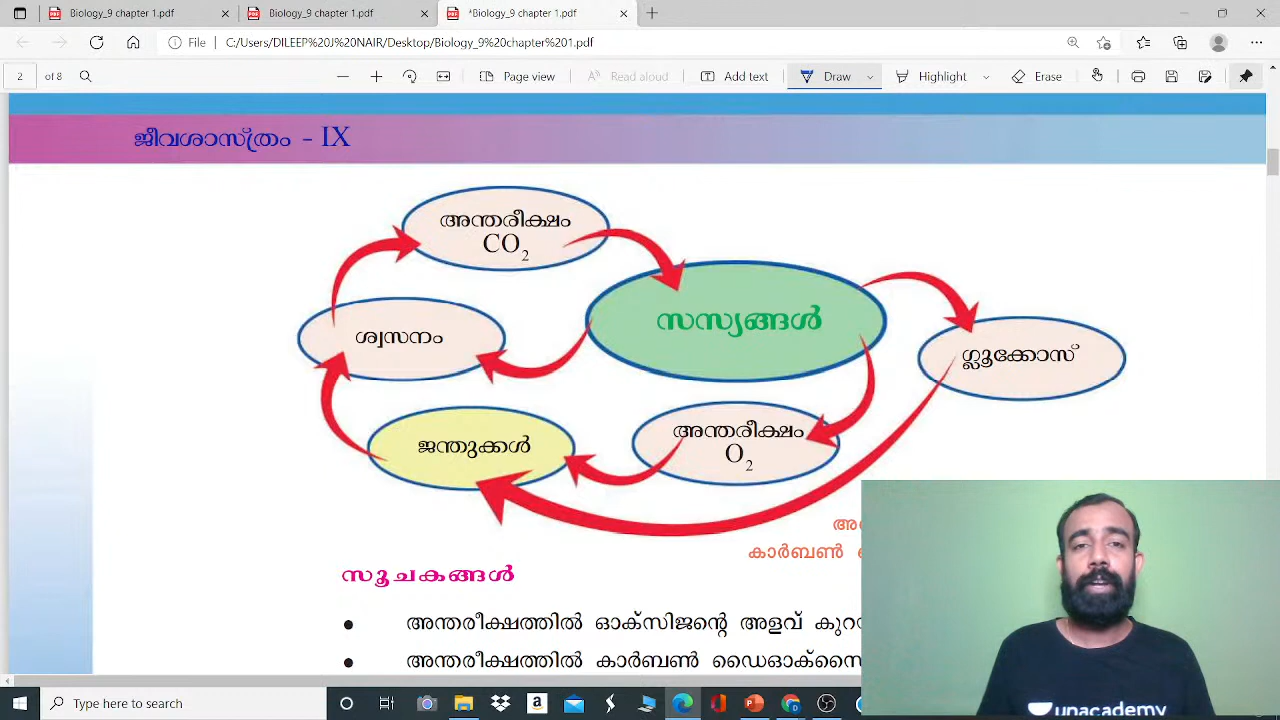 Biology_9 chapter 1.pdf
Biology_9 chapter 1.pdf
*Biology_9 chapter 1.pdf
File
C:/Users/DILEEP%20J%20NAIR/Desktop/Biology_9%20chapter%201.pdf
2 of 8
Page view
Read aloud
Add text
Draw
Highlight
Erase
ജീവശാസ്ത്രം - IX
അന്തരീക്ഷം
CO2
സസ്യങ്ങൾ
ശ്വസനം
ഗ്ലൂക്കോസ്
ജന്തുക്കൾ
അന്തരീക്ഷം
O2
കാർബൺ
സൂചകങ്ങൾ
അന്തരീക്ഷത്തിൽ ഓക്സിജന്റെ അളവ്
അന്തരീക്ഷത്തിൽ കാർബൺ
unacademy
Type here to search